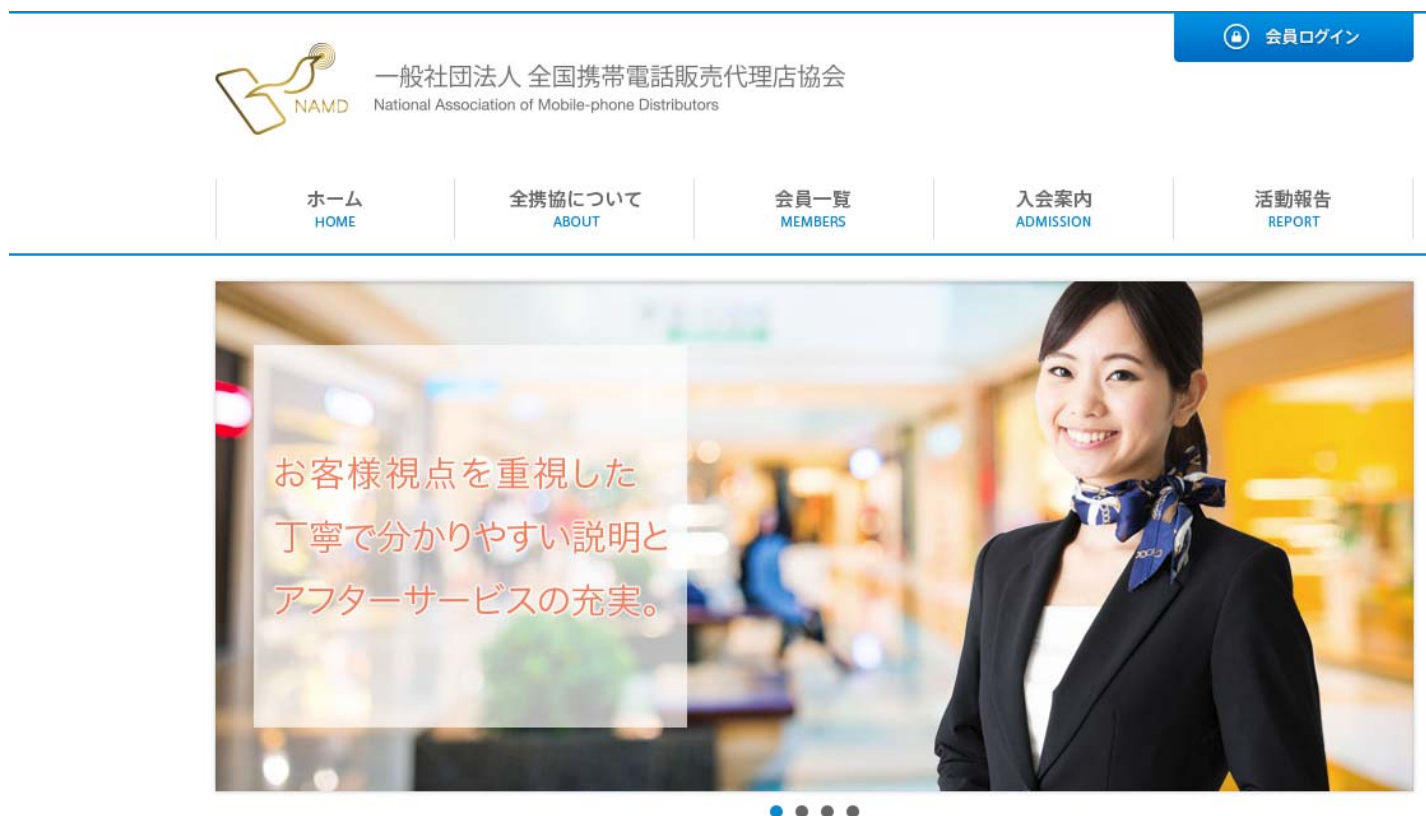 会員ログイン
NAMD
一般社団法人 全国携帯電話販売代理店協会
National Association of Mobile-phone Distributors
ホーム
HOME
全携協について
ABOUT
会員一覧
MEMBERS
入会案内
ADMISSION
活動報告
REPORT
お客様視点を重視した
丁寧で分かりやすい説明と
アフターサービスの充実。